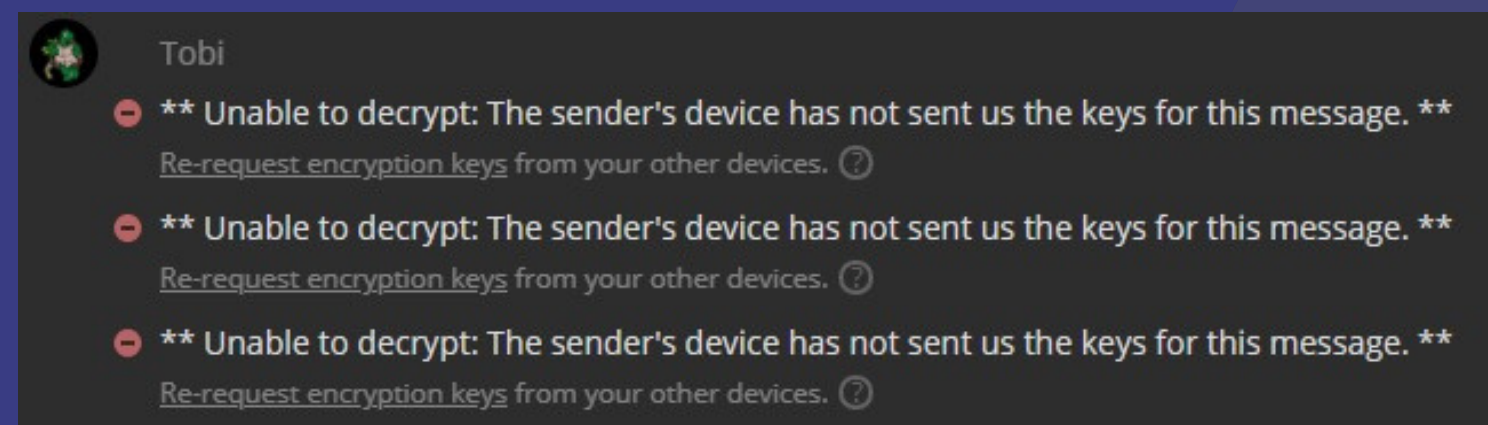 Tobi
** Unable to decrypt: The sender's device has not sent us the keys for this message. **
Re-request encryption keys from your other devices. ?
** Unable to decrypt: The sender's device has not sent us the keys for this message. **
Re-request encryption keys from your other devices. ?
** Unable to decrypt: The sender's device has not sent us the keys for this message. **
Re-request encryption keys from your other devices. ?